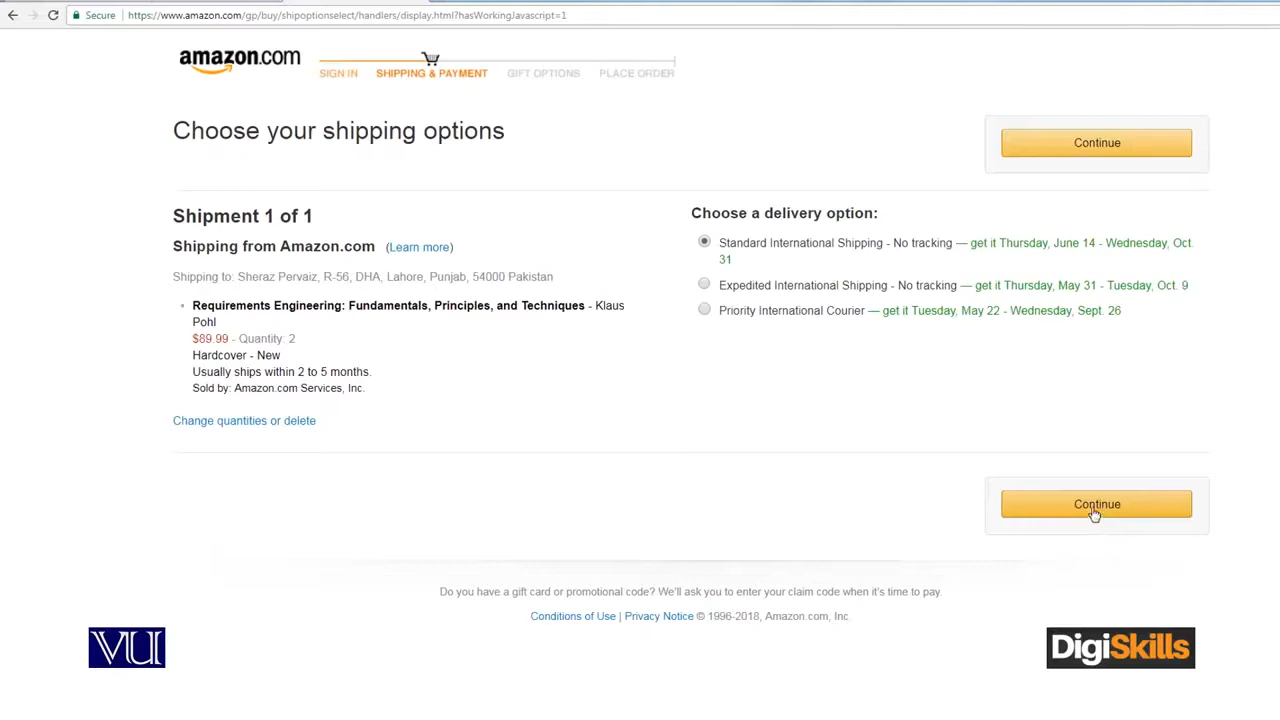 Secure | https://www.amazon.com/gp/buy/shipoptionselect/handlers/display.html?hasWorkingJavascript=1
amazon.com
SIGN IN SHIPPING & PAYMENT GIFT OPTIONS PLACE ORDER
Choose your shipping options
Continue
Shipment 1 of 1
Shipping from Amazon.com (Learn more)
Shipping to: Sheraz Pervaiz, R-56, DHA, Lahore, Punjab, 54000 Pakistan
• Requirements Engineering: Fundamentals, Principles, and Techniques - Klaus
Pohl
$89.99 - Quantity: 2
Hardcover - New
Usually ships within 2 to 5 months.
Sold by: Amazon.com Services, Inc.
Change quantities or delete
Choose a delivery option:
Standard International Shipping - No tracking — get it Thursday, June 14 - Wednesday, Oct.
31
Expedited International Shipping - No tracking — get it Thursday, May 31 - Tuesday, Oct. 9
Priority International Courier — get it Tuesday, May 22 - Wednesday, Sept. 26
Continue
Do you have a gift card or promotional code? We'll ask you to enter your claim code when it's time to pay.
Conditions of Use | Privacy Notice © 1996-2018, Amazon.com, Inc.
VU
DigiSkills